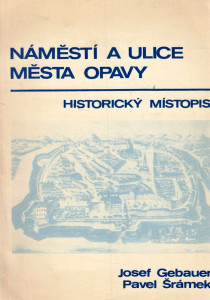 NÁMĚSTÍ A ULICE
MĚSTA OPAVY
HISTORICKÝ MÍSTOPIS
Josef Gebauer
Pavel Šrámek